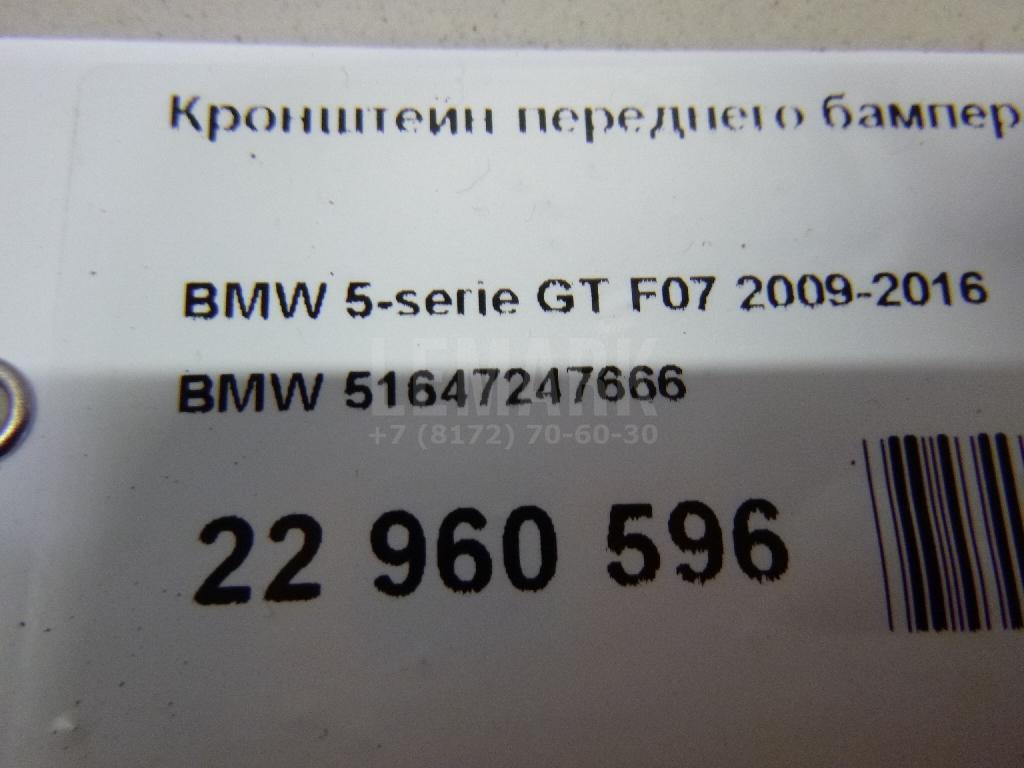 Кронштейн переднего бампер
BMW 5-serie GT F07 2009-2016
LEMARK
BMW 51647247666
+7 (8172) 70-60-30
22 960 596